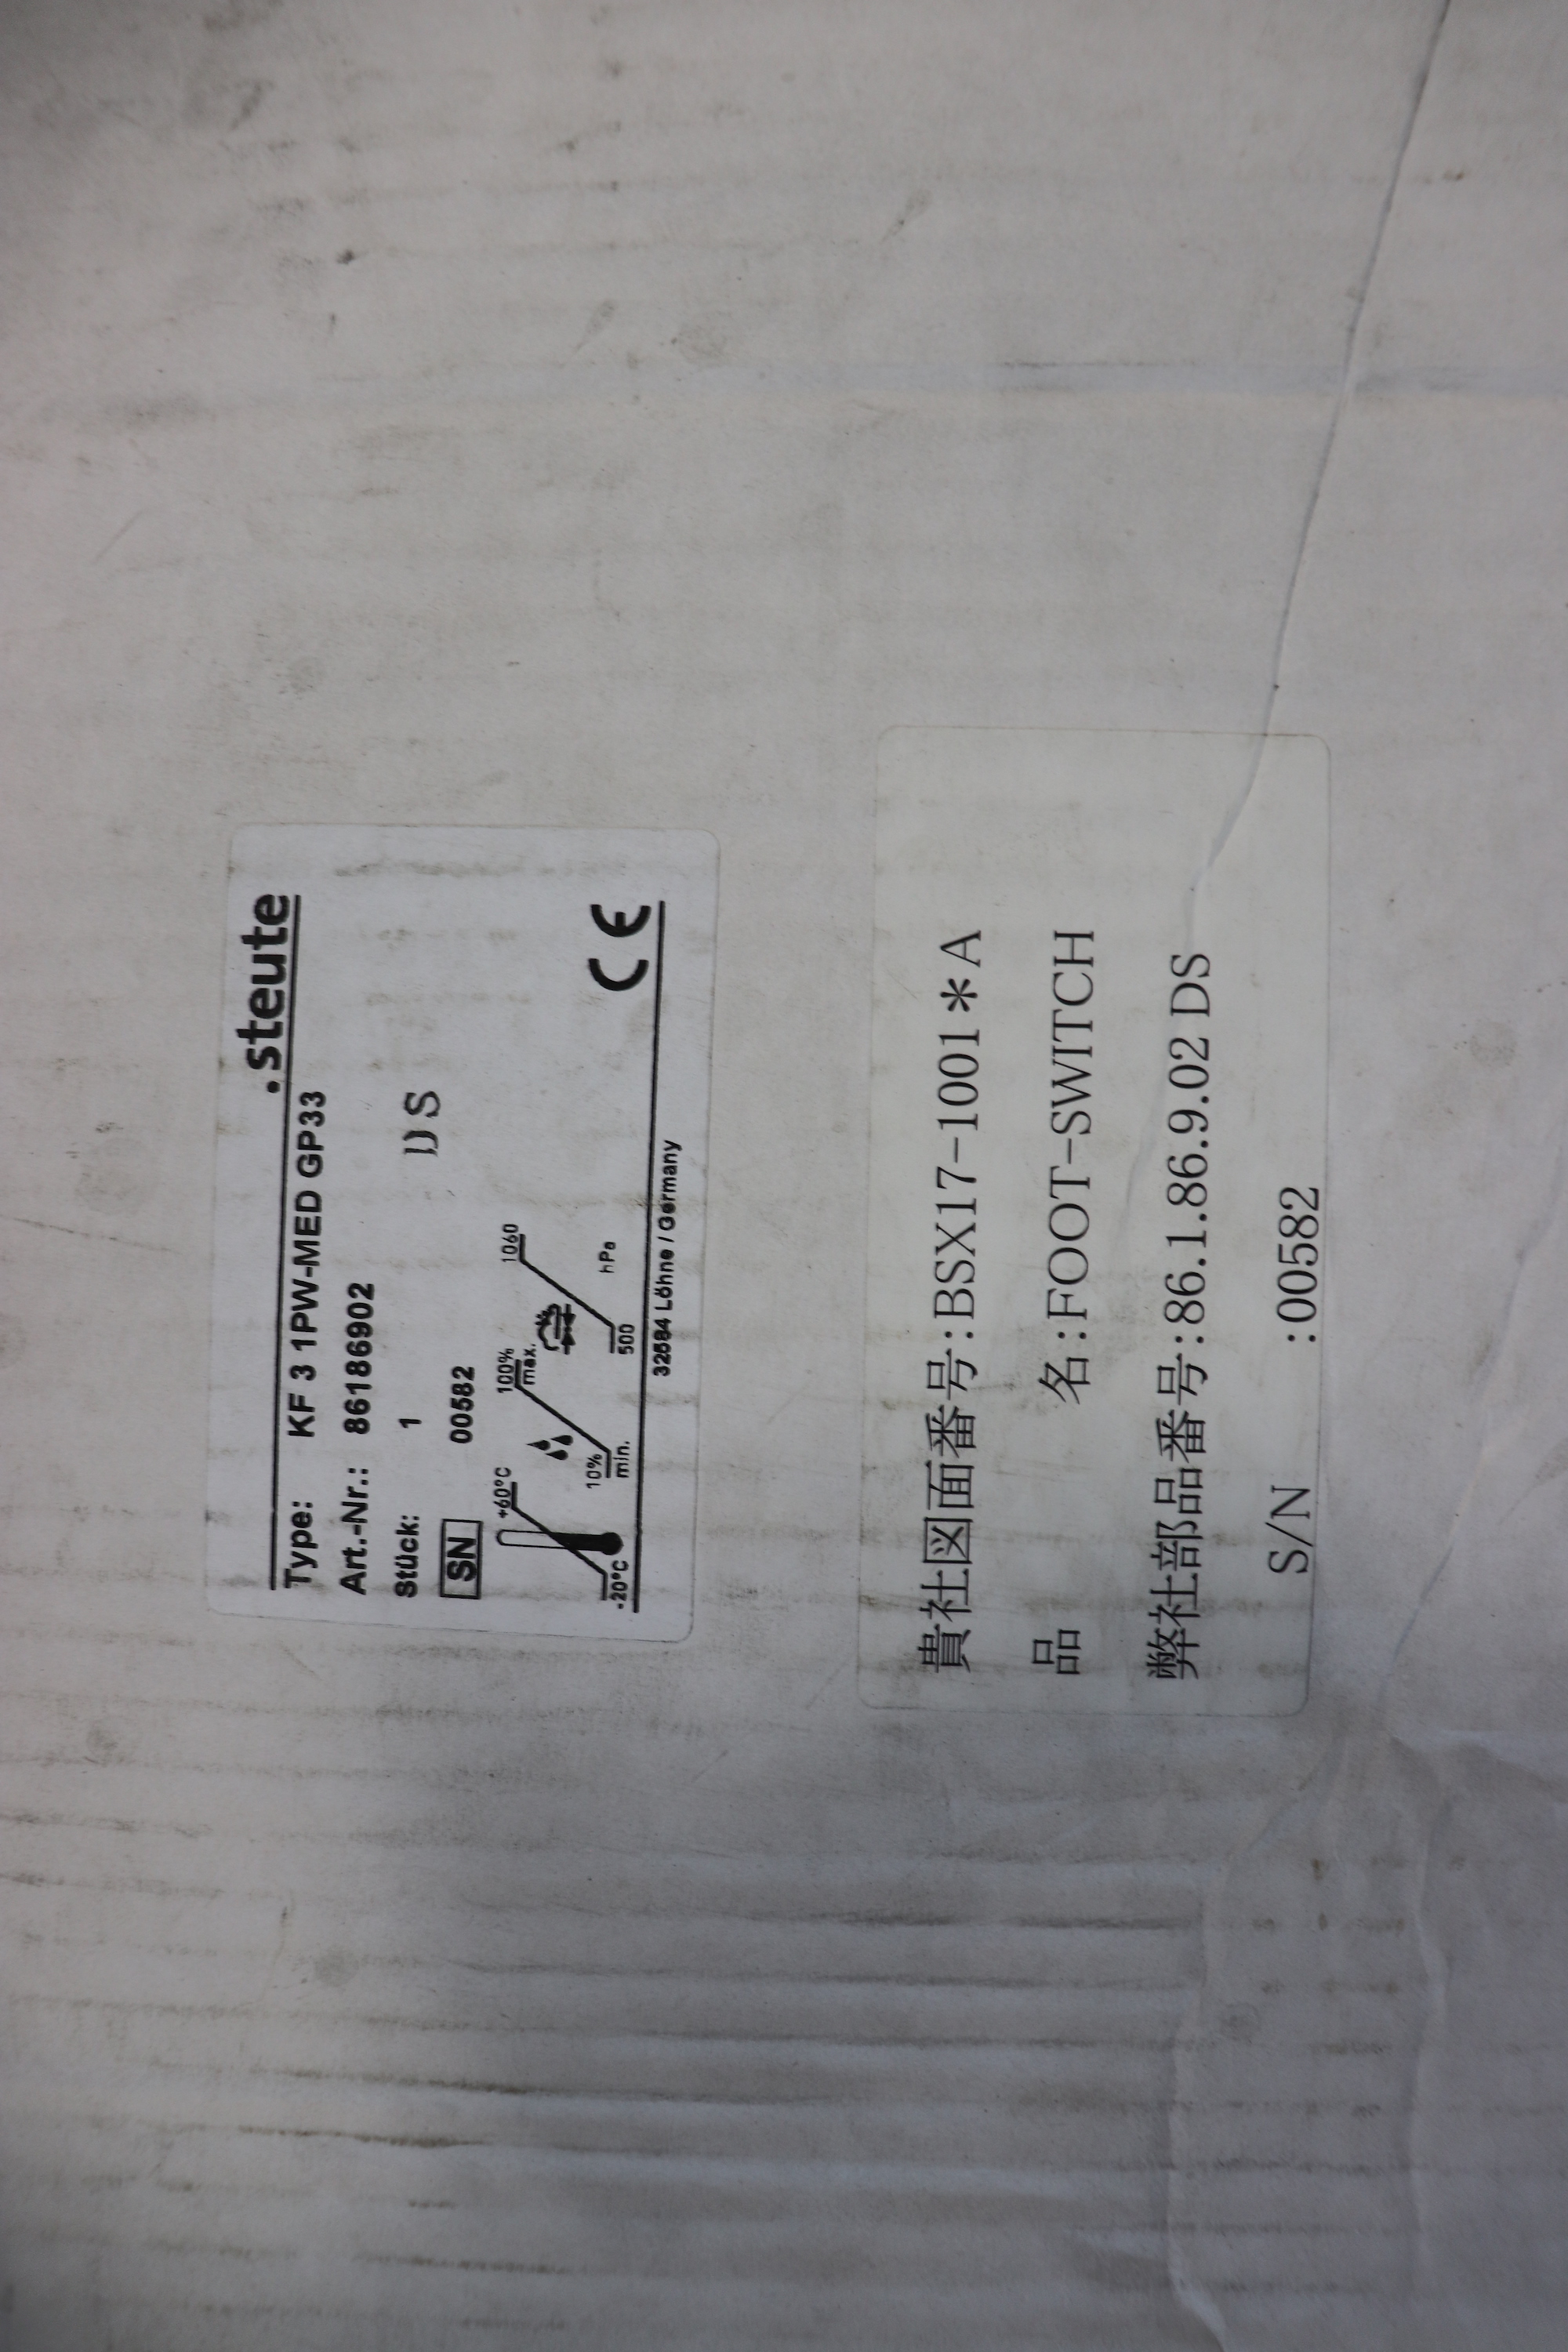 .steute
Type: KF 3 1PW-MED GP33
Art.-Nr.: 86186902
Stück: 1 DS
SN 00582
-20°C +60°C 10% min. 100% max. 500 1060 hPa
CE
32584 Löhne / Germany
貴社図面番号:BSX17-1001*A
品名:FOOT-SWITCH
弊社部品番号:86.1.86.9.02 DS
S/N :00582